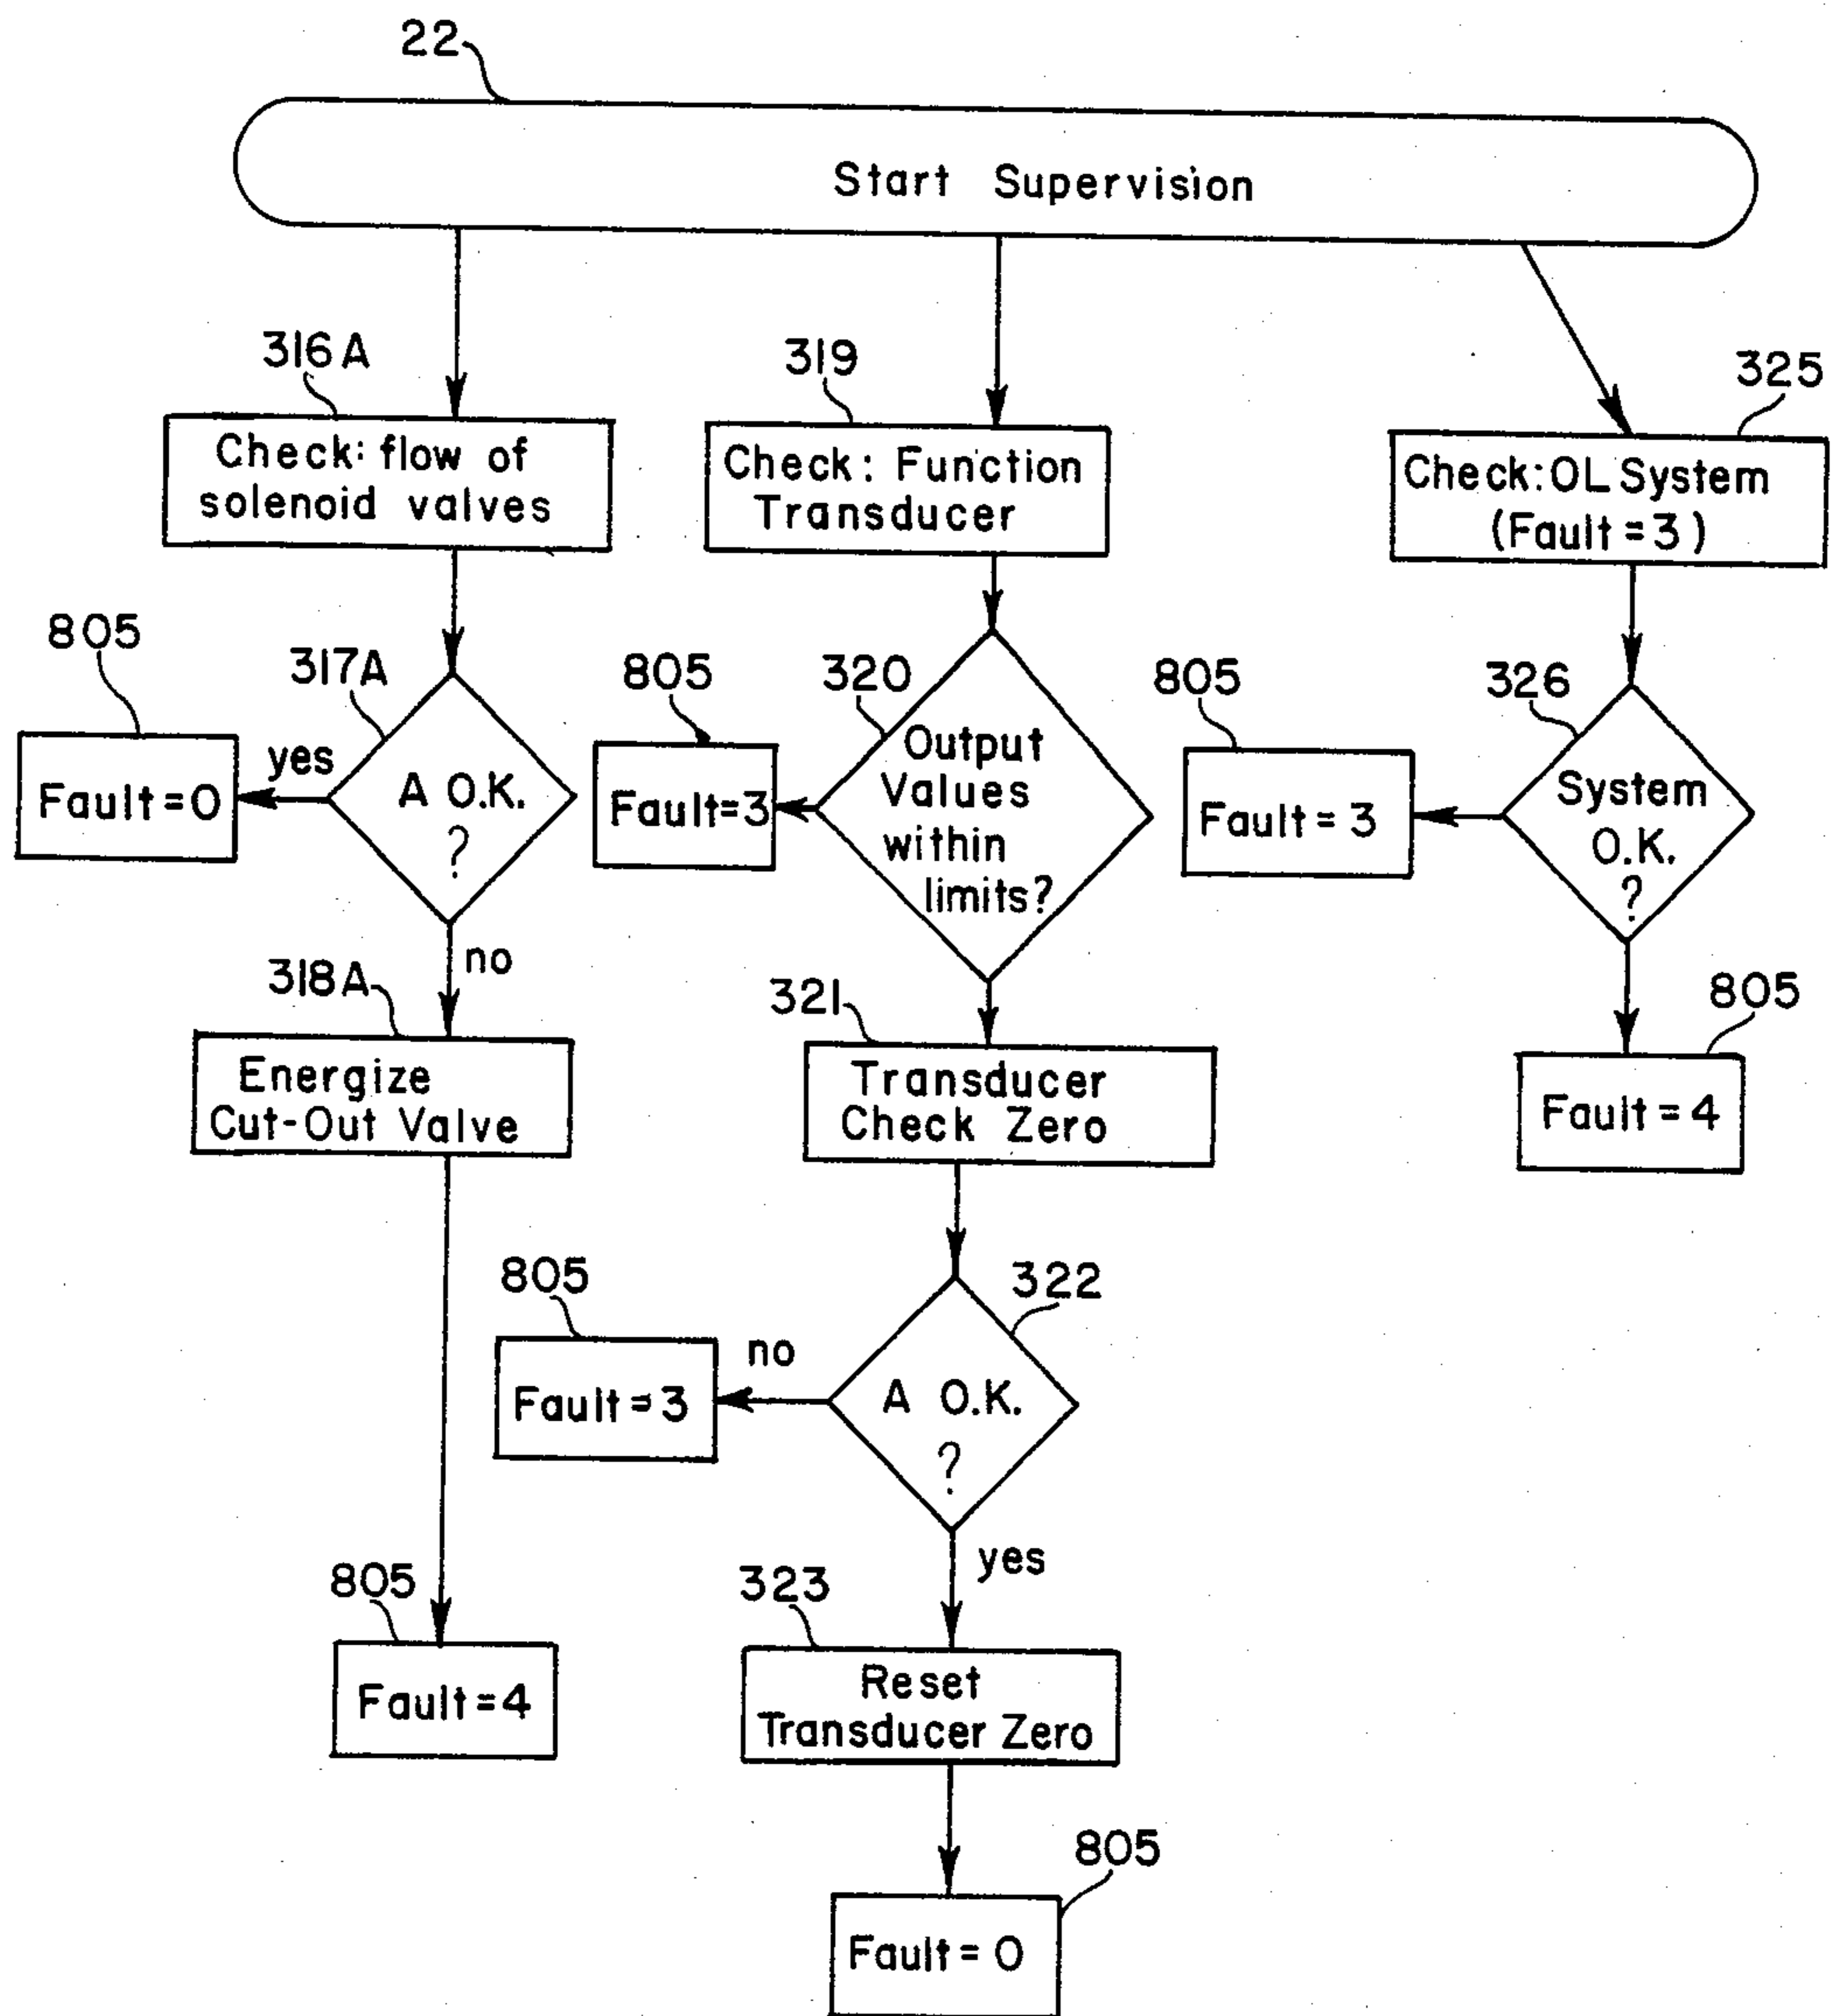 22
Start Supervision
316A
319
325
Check: flow of
solenoid valves
Check: Function
Transducer
Check: OL System
(Fault = 3)
805
317A
805
320
805
326
Fault = 0
yes
A O.K.
?
Fault = 3
Output
Values
within
limits?
Fault = 3
System
O.K.
?
no
318A
321
805
Energize
Cut-Out Valve
Transducer
Check Zero
Fault = 4
805
322
no
Fault = 3
A O.K.
?
yes
805
323
Fault = 4
Reset
Transducer Zero
805
Fault = 0